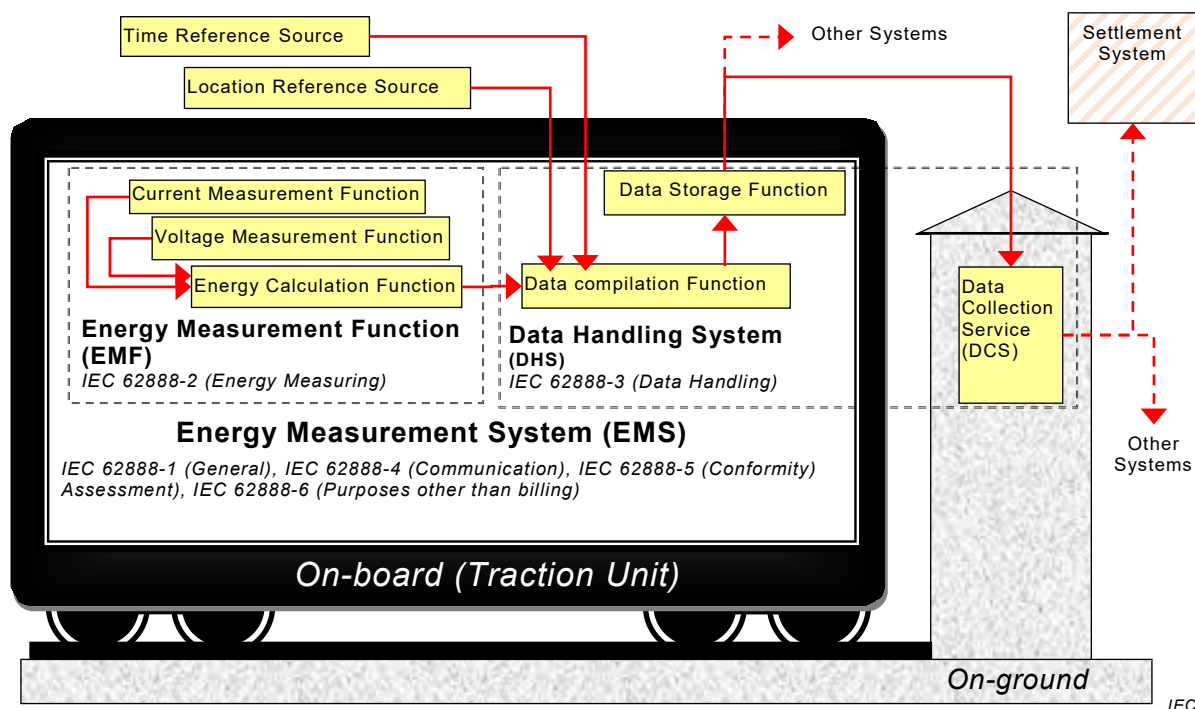 Time Reference Source
Other Systems
Settlement
System
Location Reference Source
Current Measurement Function
Data Storage Function
Voltage Measurement Function
Energy Calculation Function
Data compilation Function
Data
Collection
Service
(DCS)
Energy Measurement Function
(EMF)
IEC 62888-2 (Energy Measuring)
Data Handling System
(DHS)
IEC 62888-3 (Data Handling)
Energy Measurement System (EMS)
IEC 62888-1 (General), IEC 62888-4 (Communication), IEC 62888-5 (Conformity)
Assessment), IEC 62888-6 (Purposes other than billing)
Other
Systems
On-board (Traction Unit)
On-ground
IEC